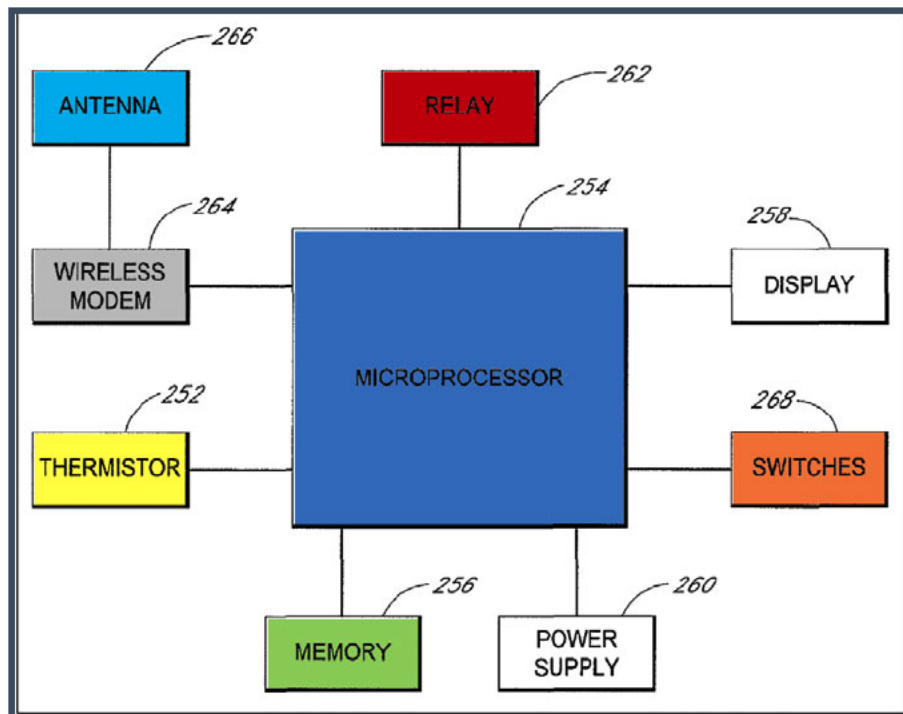 266
ANTENNA
262
RELAY
264
254
258
WIRELESS
MODEM
DISPLAY
MICROPROCESSOR
252
268
THERMISTOR
SWITCHES
256
260
MEMORY
POWER
SUPPLY